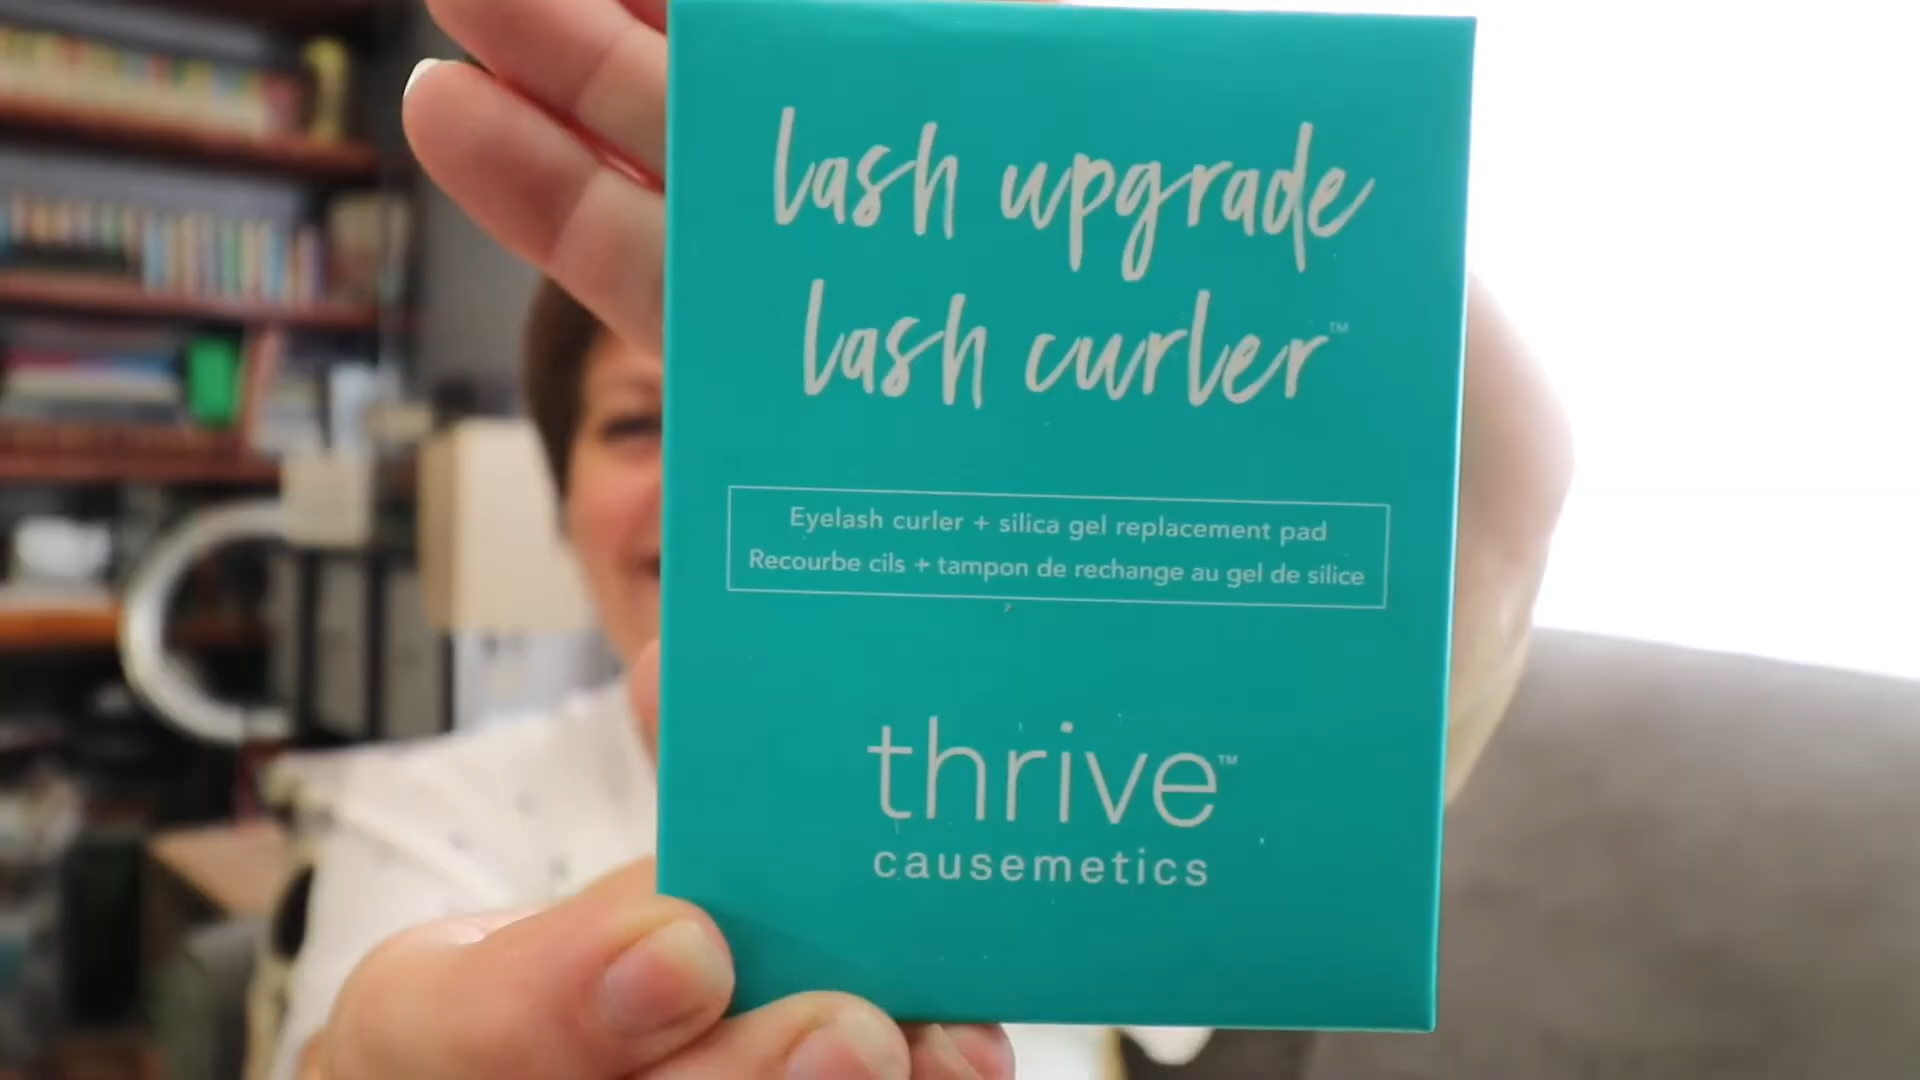 lash upgrade
lash curler™
Eyelash curler + silica gel replacement pad
Recourbe cils + tampon de rechange au gel de silice
thrive™
causemetics